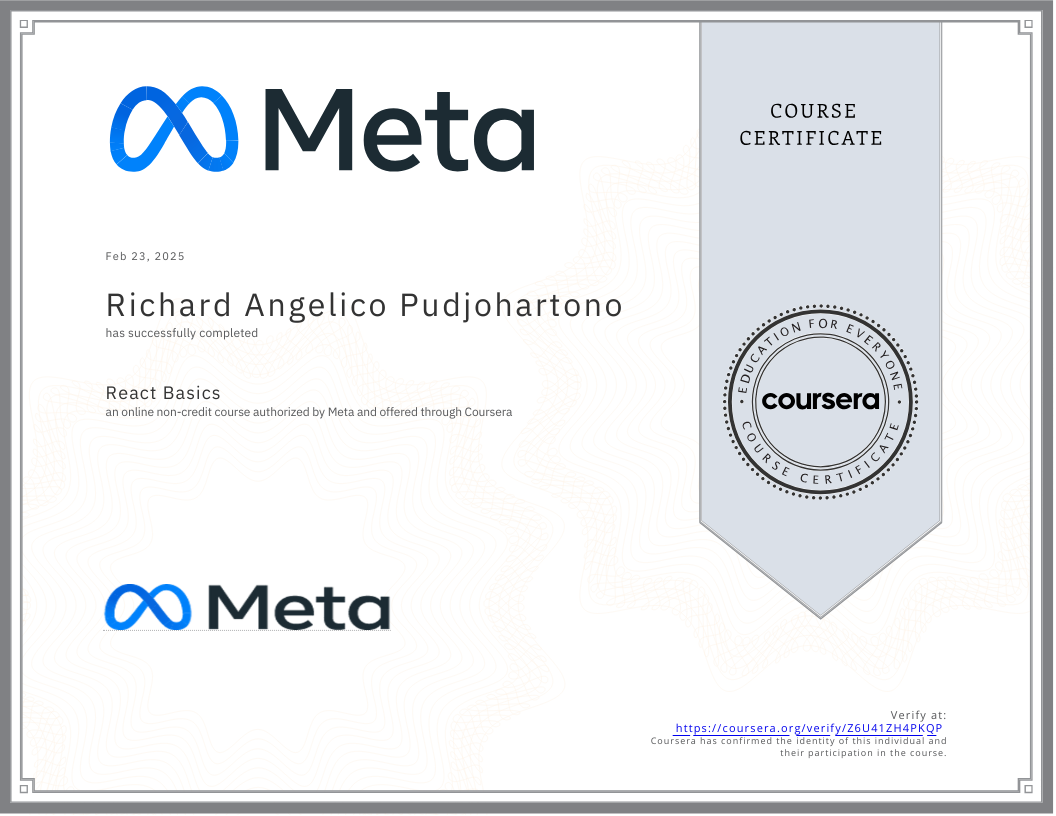 Meta
COURSE
CERTIFICATE
Feb 23, 2025
Richard Angelico Pudjohartono
has successfully completed
React Basics
an online non-credit course authorized by Meta and offered through Coursera
• EDUCATION FOR EVERYONE •
coursera
COURSE CERTIFICATE
Meta
Verify at:
https://coursera.org/verify/Z6U41ZH4PKQP
Coursera has confirmed the identity of this individual and
their participation in the course.